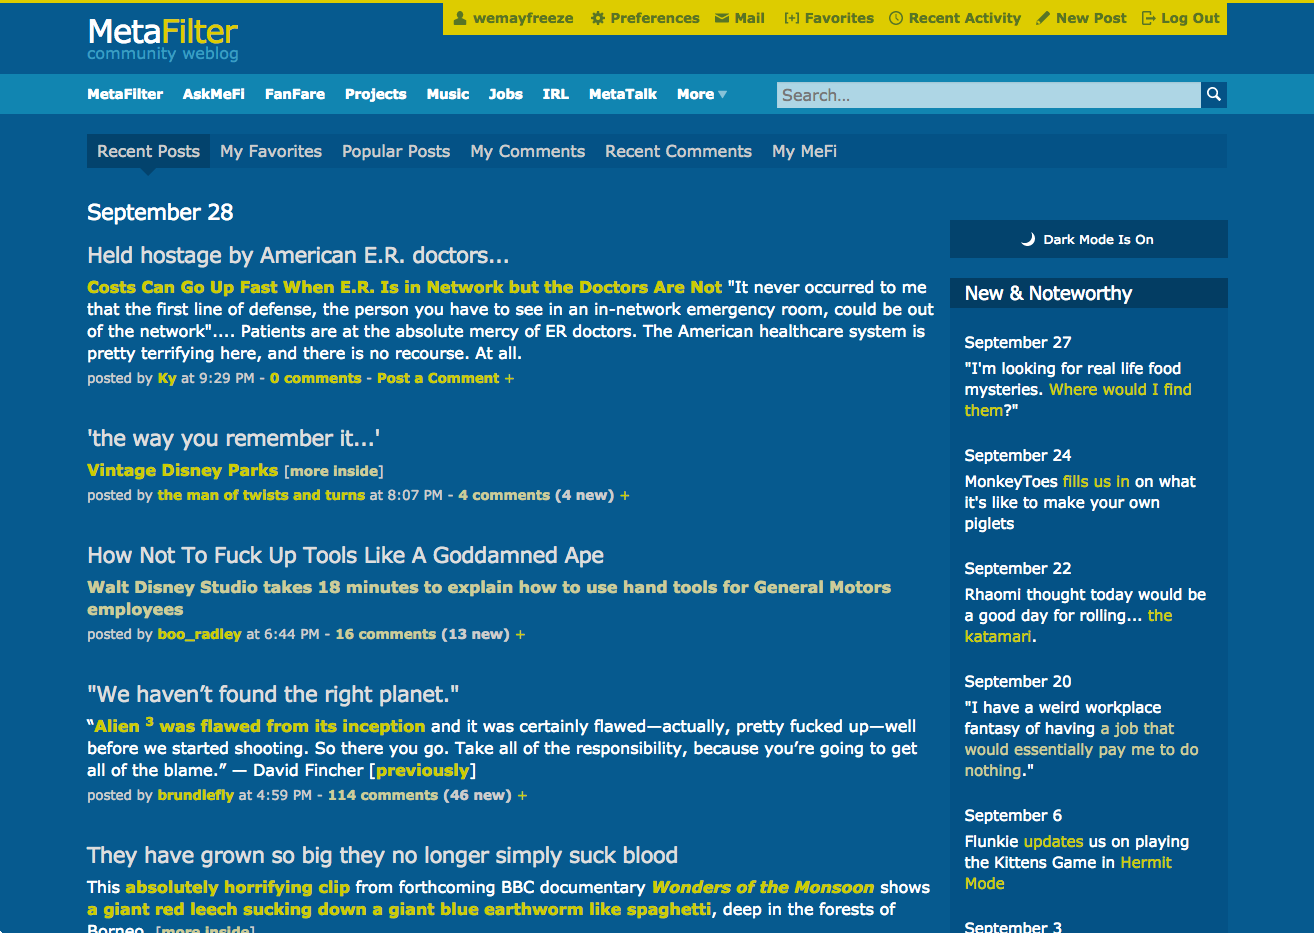 wemayfreeze Preferences Mail [+] Favorites Recent Activity New Post Log Out
MetaFilter
community weblog
MetaFilter AskMeFi FanFare Projects Music Jobs IRL MetaTalk More
Search...
Recent Posts My Favorites Popular Posts My Comments Recent Comments My MeFi
September 28
Held hostage by American E.R. doctors...
Costs Can Go Up Fast When E.R. Is in Network but the Doctors Are Not "It never occurred to me
that the first line of defense, the person you have to see in an in-network emergency room, could be out
of the network".... Patients are at the absolute mercy of ER doctors. The American healthcare system is
pretty terrifying here, and there is no recourse. At all.
posted by Ky at 9:29 PM - 0 comments - Post a Comment +
'the way you remember it...'
Vintage Disney Parks [more inside]
posted by the man of twists and turns at 8:07 PM - 4 comments (4 new) +
How Not To Fuck Up Tools Like A Goddamned Ape
Walt Disney Studio takes 18 minutes to explain how to use hand tools for General Motors
employees
posted by boo_radley at 6:44 PM - 16 comments (13 new) +
"We haven’t found the right planet."
“Alien 3 was flawed from its inception and it was certainly flawed—actually, pretty fucked up—well
before we started shooting. So there you go. Take all of the responsibility, because you’re going to get
all of the blame.” — David Fincher [previously]
posted by brundlefly at 4:59 PM - 114 comments (46 new) +
They have grown so big they no longer simply suck blood
This absolutely horrifying clip from forthcoming BBC documentary Wonders of the Monsoon shows
a giant red leech sucking down a giant blue earthworm like spaghetti, deep in the forests of
Borneo. [more inside]
Dark Mode Is On
New & Noteworthy
September 27
"I'm looking for real life food
mysteries. Where would I find
them?"
September 24
MonkeyToes fills us in on what
it's like to make your own
piglets
September 22
Rhaomi thought today would be
a good day for rolling... the
katamari.
September 20
"I have a weird workplace
fantasy of having a job that
would essentially pay me to do
nothing."
September 6
Flunkie updates us on playing
the Kittens Game in Hermit
Mode
September 3